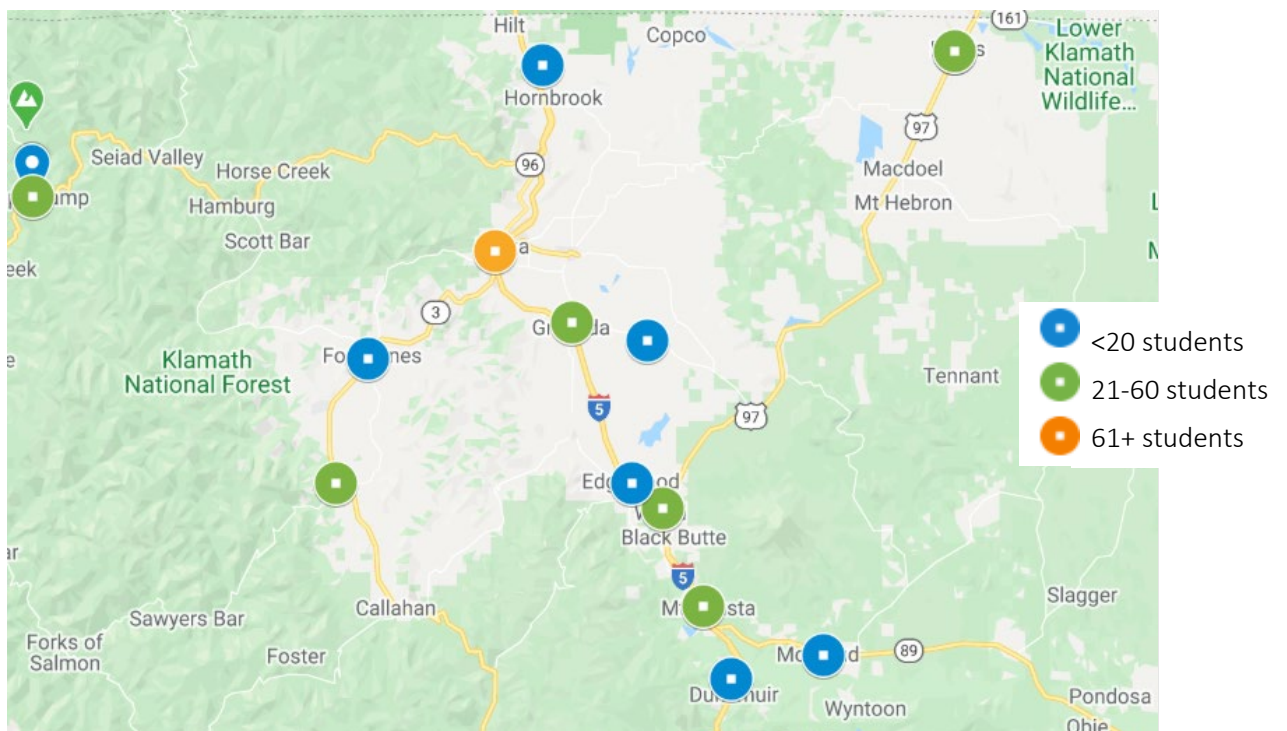 Hilt
Copco
161
Lower
Klamath
National
Wildlife...
Hornbrook
97
96
Seiad Valley
Horse Creek
Macdoel
Hamburg
Mt Hebron
Scott Bar
3
Klamath
National Forest
Tennant
5
97
<20 students
21-60 students
61+ students
Black Butte
5
Callahan
Sawyers Bar
Slagger
Forks of
Salmon
Foster
89
Pondosa
Wyntoon
Obie